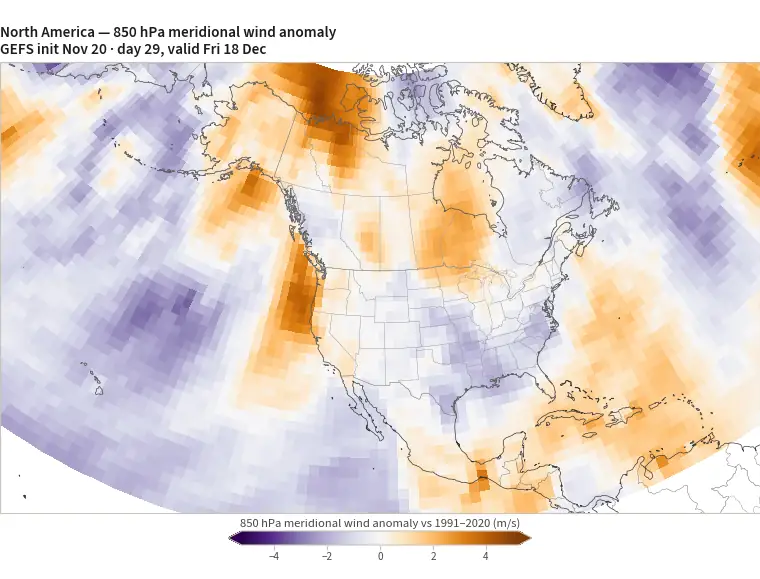 North America — 850 hPa meridional wind anomaly
GEFS init Nov 20 · day 29, valid Fri 18 Dec
850 hPa meridional wind anomaly vs 1991–2020 (m/s)
−4 −2 0 2 4